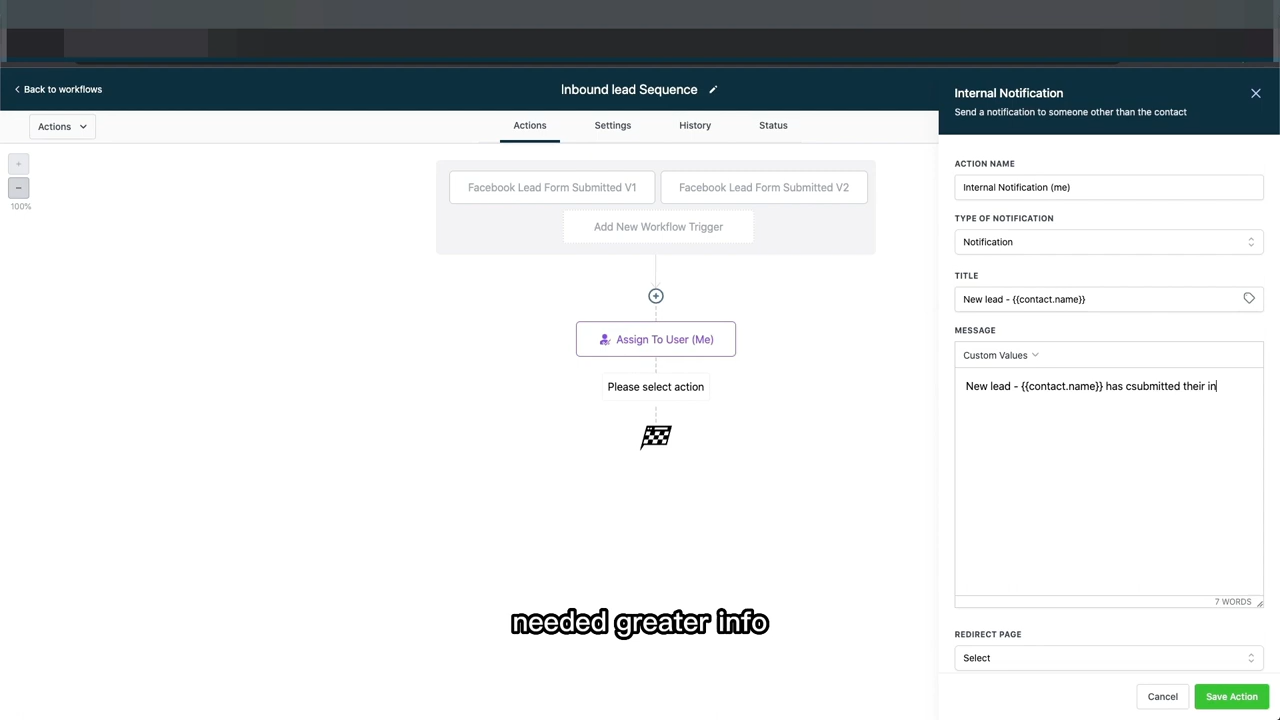 Back to workflows
Inbound lead Sequence
Actions
Actions
Settings
History
Status
100%
Facebook Lead Form Submitted V1
Facebook Lead Form Submitted V2
Add New Workflow Trigger
Assign To User (Me)
Please select action
needed greater info
Internal Notification
Send a notification to someone other than the contact
ACTION NAME
Internal Notification (me)
TYPE OF NOTIFICATION
Notification
TITLE
New lead - {{contact.name}}
MESSAGE
Custom Values
New lead - {{contact.name}} has csubmitted their in
7 WORDS
REDIRECT PAGE
Select
Cancel
Save Action